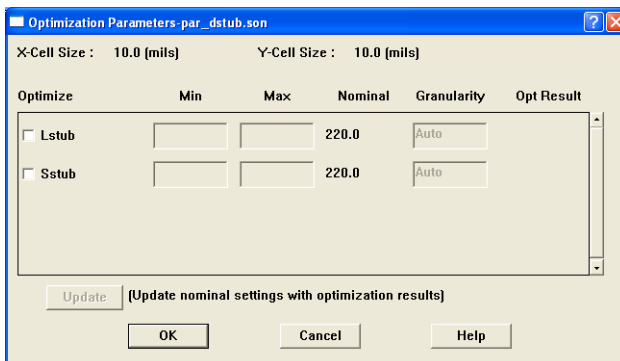 Optimization Parameters-par_dstub.son
X-Cell Size : 10.0 (mils) Y-Cell Size : 10.0 (mils)
Optimize Min Max Nominal Granularity Opt Result
Lstub 220.0 Auto
Sstub 220.0 Auto
Update (Update nominal settings with optimization results)
OK Cancel Help